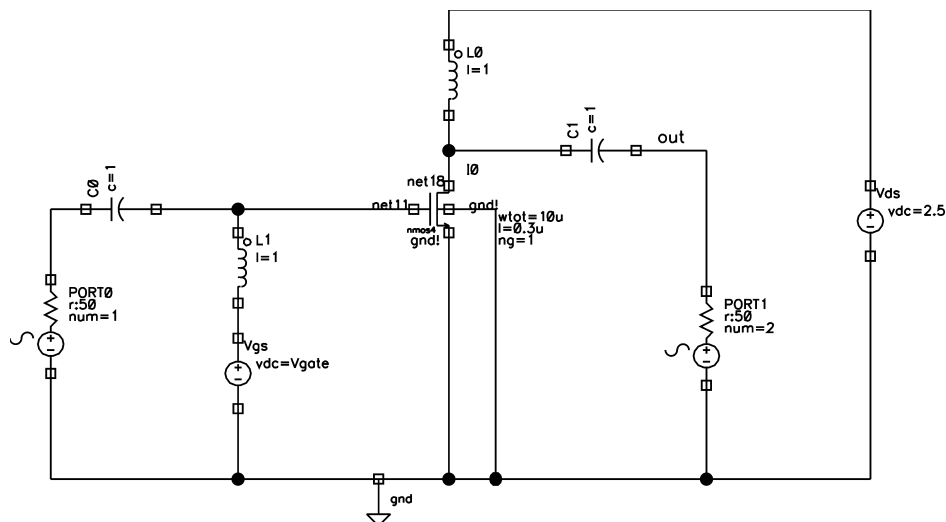 L0
l=1
C1
c=1
out
I0
net18
C0
c=1
net11
gnd!
Vds
vdc=2.5
wtot=10u
l=0.3u
ng=1
nmos4
gnd!
L1
l=1
PORT0
r:50
num=1
PORT1
r:50
num=2
Vgs
vdc=Vgate
gnd